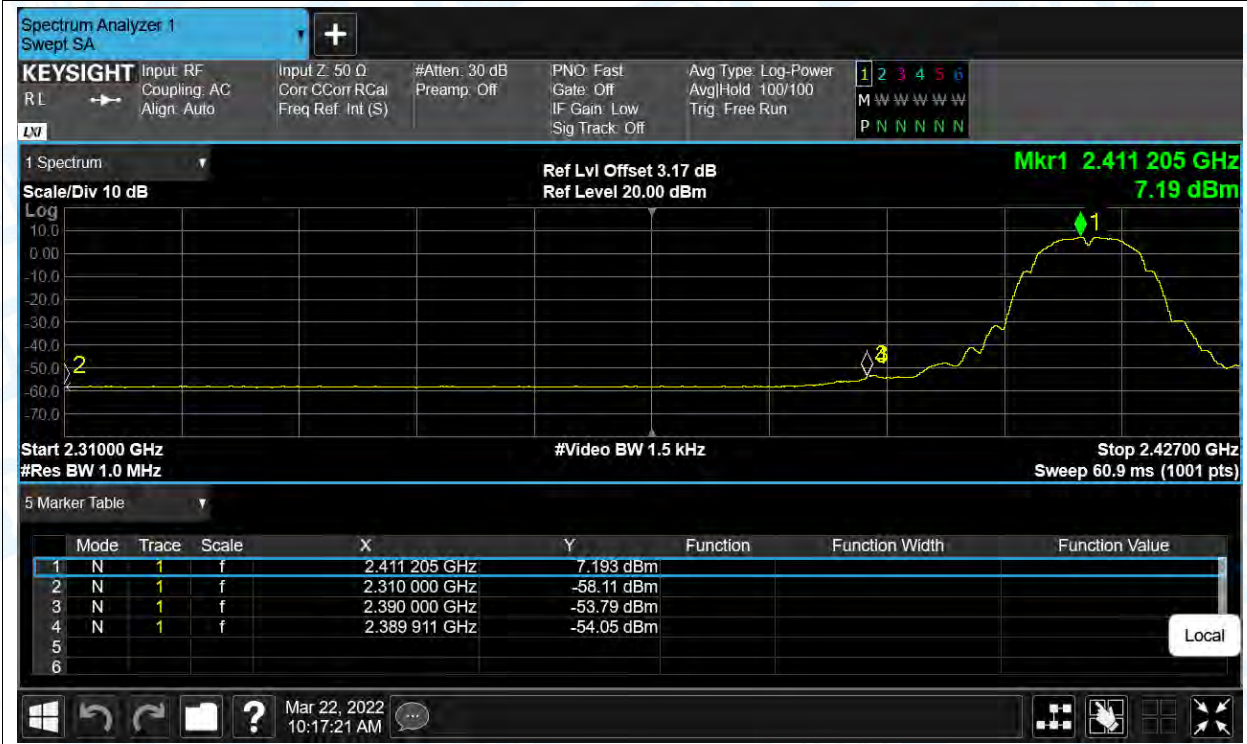 Spectrum Analyzer 1
Swept SA
+
KEYSIGHT Input: RF Input Z: 50 Ω #Atten: 30 dB PNO: Fast Avg Type: Log-Power 1 2 3 4 5 6
RL Coupling: AC Corr CCorr RCal Preamp: Off Gate: Off Avg|Hold: 100/100 M W W W W W W
Align: Auto Freq Ref: Int (S) IF Gain: Low Trig: Free Run
LXI Sig Track: Off P N N N N N N
1 Spectrum Ref Lvl Offset 3.17 dB Mkr1 2.411 205 GHz
Scale/Div 10 dB Ref Level 20.00 dBm 7.19 dBm
Log
10.0
0.00
-10.0
-20.0
-30.0
-40.0
-50.0
-60.0
-70.0
1
2
Start 2.31000 GHz #Video BW 1.5 kHz Stop 2.42700 GHz
#Res BW 1.0 MHz Sweep 60.9 ms (1001 pts)
5 Marker Table
Mode Trace Scale X Y Function Function Width Function Value
1 N 1 f 2.411 205 GHz 7.193 dBm
2 N 1 f 2.310 000 GHz -58.11 dBm
3 N 1 f 2.390 000 GHz -53.79 dBm
4 N 1 f 2.389 911 GHz -54.05 dBm
5
6
Local
? Mar 22, 2022
10:17:21 AM